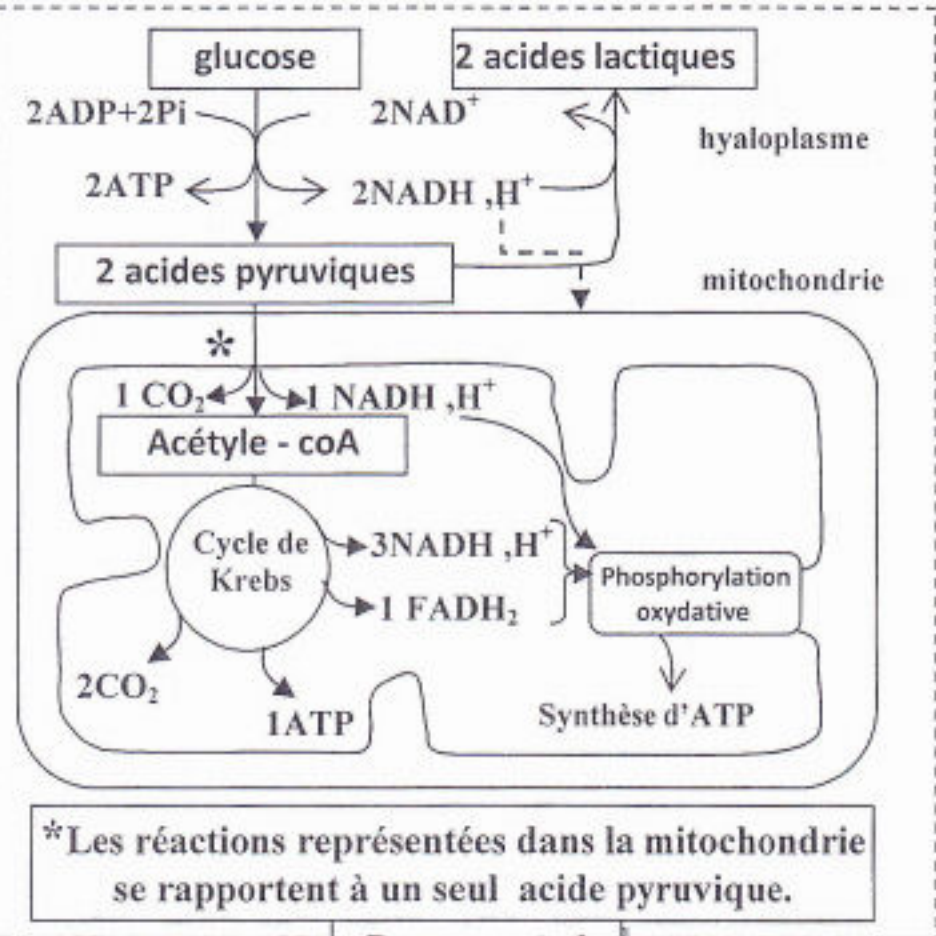 glucose
2 acides lactiques
2ADP+2Pi
2NAD⁺
hyaloplasme
2ATP
2NADH ,H⁺
2 acides pyruviques
mitochondrie
*
1 CO₂
1 NADH ,H⁺
Acétyle - coA
Cycle de
Krebs
3NADH ,H⁺
1 FADH₂
Phosphorylation
oxydative
2CO₂
1ATP
Synthèse d'ATP
*Les réactions représentées dans la mitochondrie
se rapportent à un seul acide pyruvique.